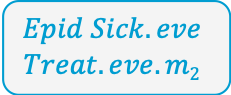 Epid Sick. eve
Treat. eve. m₂